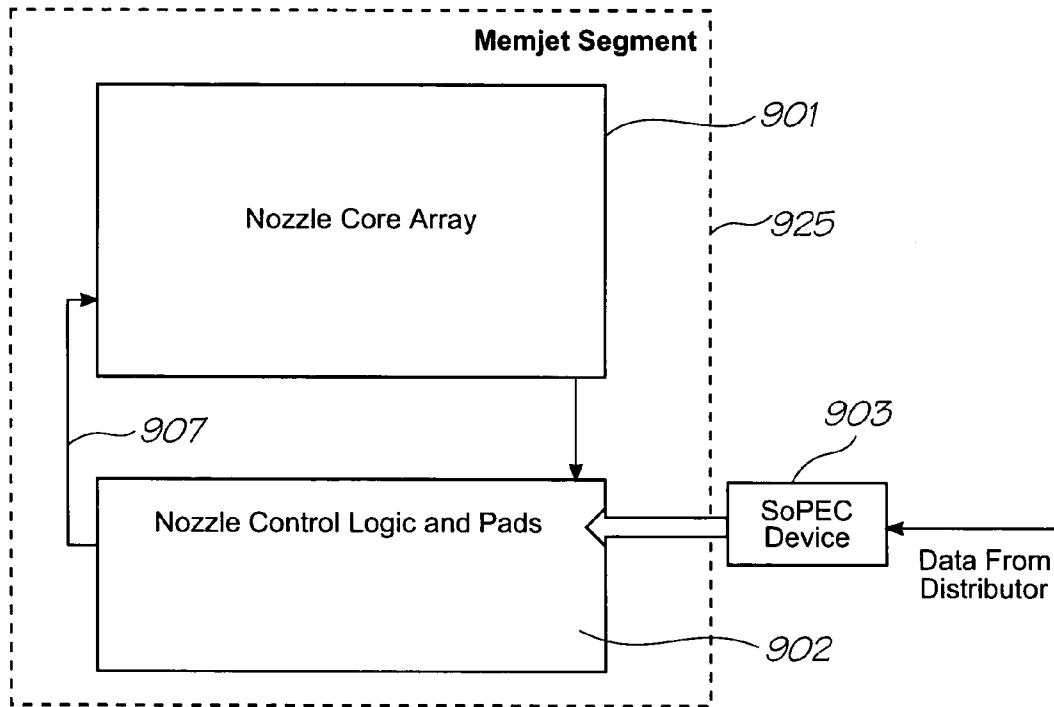 Memjet Segment
901
Nozzle Core Array
925
907
903
Nozzle Control Logic and Pads
SoPEC
Device
Data From
Distributor
902